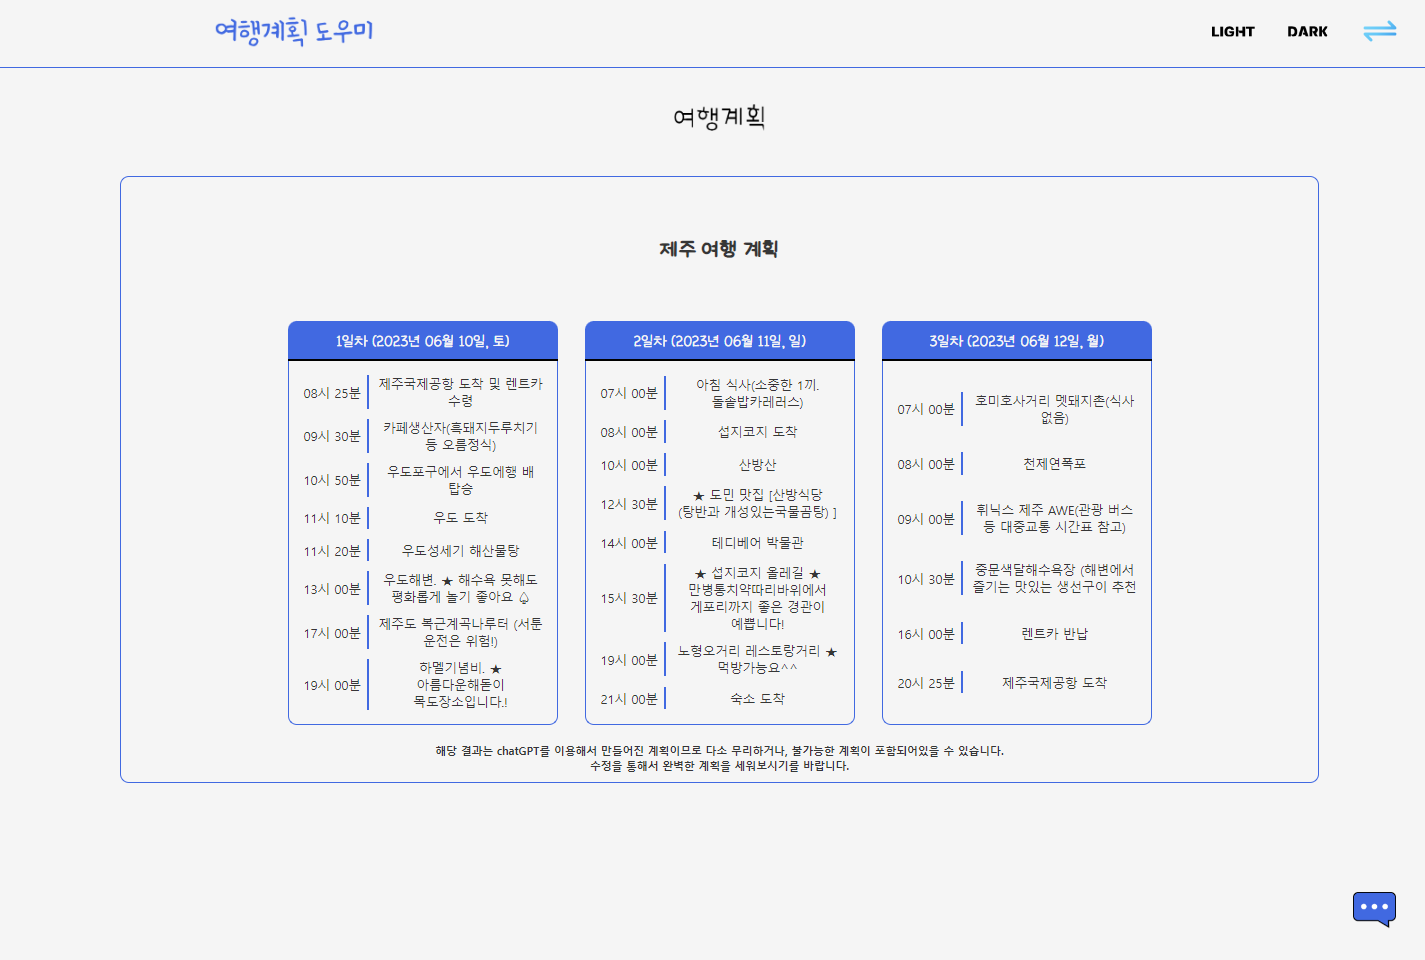 여행계획 도우미
LIGHT
DARK
여행계획
제주 여행 계획
1일차 (2023년 06월 10일, 토)
08시 25분
제주국제공항 도착 및 렌트카
수령
09시 30분
카페생산자(흑돼지두루치기
등 오름정식)
10시 50분
우도포구에서 우도에행 배
탑승
11시 10분
우도 도착
11시 20분
우도성세기 해산물탕
13시 00분
우도해변. ★ 해수욕 못해도
평화롭게 놀기 좋아요 ♤
17시 00분
제주도 복근계곡나루터 (서툰
운전은 위험!)
19시 00분
하멜기념비. ★
아름다운해돋이
목도장소입니다.!
2일차 (2023년 06월 11일, 일)
07시 00분
아침 식사(소중한 1끼.
돌솥밥카레러스)
08시 00분
섭지코지 도착
10시 00분
산방산
12시 30분
★ 도민 맛집 [산방식당
(탕반과 개성있는국물곰탕) ]
14시 00분
테디베어 박물관
15시 30분
★ 섭지코지 올레길 ★
만병통치약따리바위에서
게포리까지 좋은 경관이
예쁩니다!
19시 00분
노형오거리 레스토랑거리 ★
먹방가능요^^
21시 00분
숙소 도착
3일차 (2023년 06월 12일, 월)
07시 00분
호미호사거리 멧돼지촌(식사
없음)
08시 00분
천제연폭포
09시 00분
휘닉스 제주 AWE(관광 버스
등 대중교통 시간표 참고)
10시 30분
중문색달해수욕장 (해변에서
즐기는 맛있는 생선구이 추천
16시 00분
렌트카 반납
20시 25분
제주국제공항 도착
해당 결과는 chatGPT를 이용해서 만들어진 계획이므로 다소 무리하거나, 불가능한 계획이 포함되어있을 수 있습니다.
수정을 통해서 완벽한 계획을 세워보시기를 바랍니다.